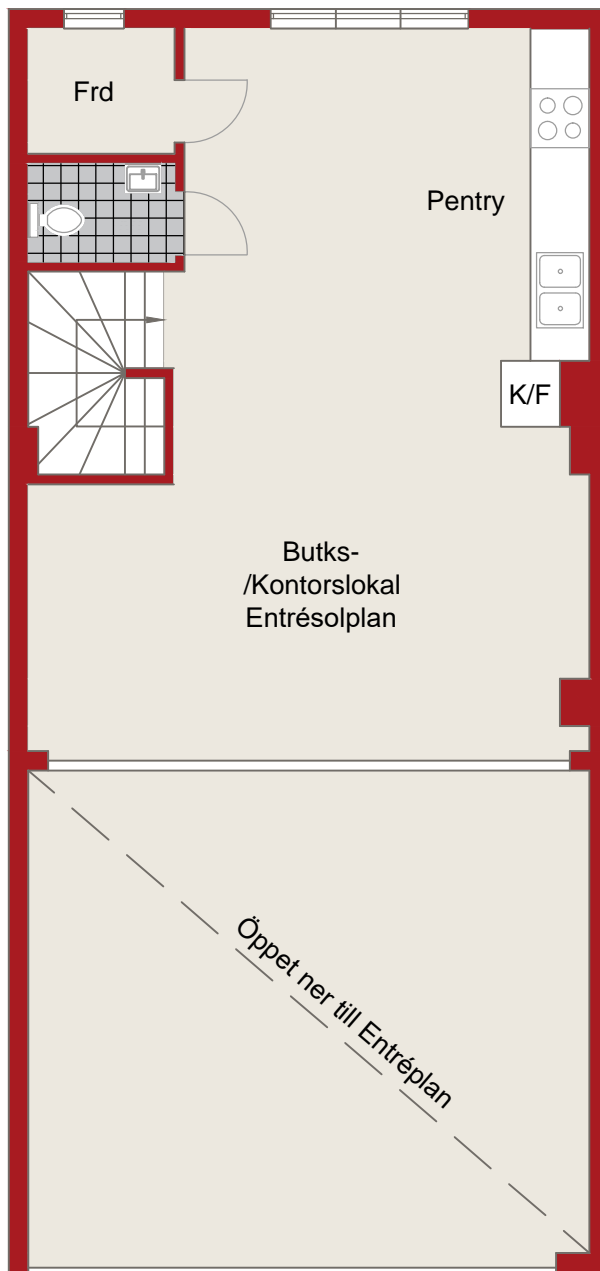 Frd
Pentry
K/F
Butks-
/Kontorslokal
Entrésolplan
Öppet ner till Entréplan